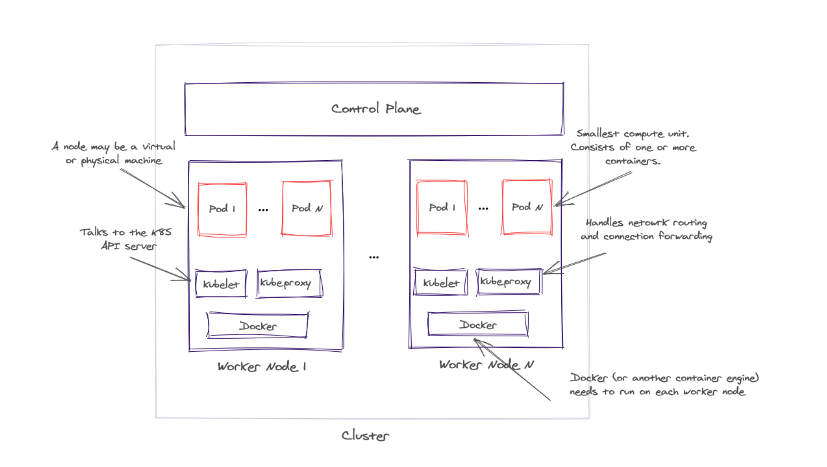 Control Plane
A node may be a virtual
or physical machine
Smallest compute unit.
Consists of one or more
containers.
Pod 1
...
Pod N
Pod 1
...
Pod N
Talks to the K8S
API server
Handles netowrk routing
and connection forwarding
...
Kubelet
Kubeproxy
Kubelet
Kubeproxy
Docker
Docker
Worker Node 1
Worker Node N
Docker (or another container engine)
needs to run on each worker node
Cluster